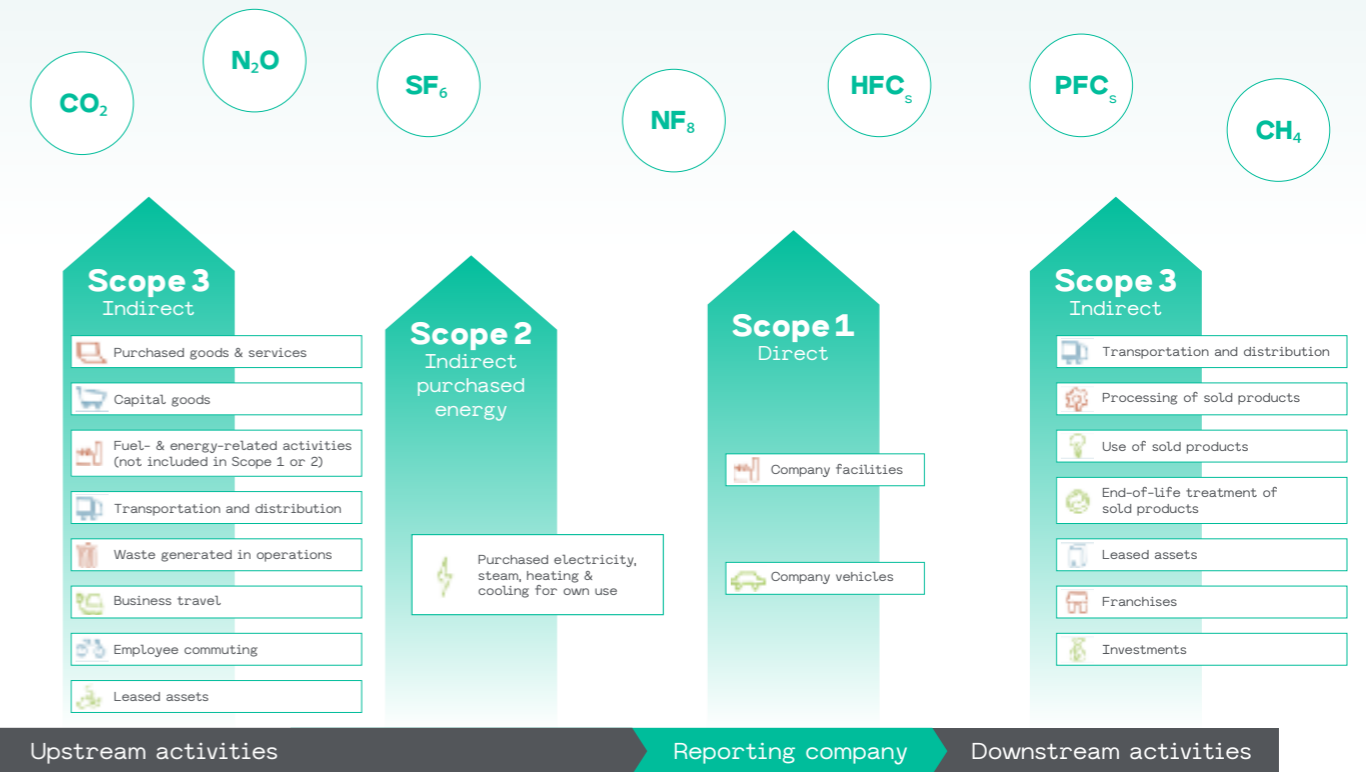 CO₂
N₂O
SF₆
NF₈
HFCₛ
PFCₛ
CH₄
Scope 3
Indirect
Purchased goods & services
Capital goods
Fuel- & energy-related activities
(not included in Scope 1 or 2)
Transportation and distribution
Waste generated in operations
Business travel
Employee commuting
Leased assets
Scope 2
Indirect
purchased
energy
Purchased electricity,
steam, heating &
cooling for own use
Scope 1
Direct
Company facilities
Company vehicles
Scope 3
Indirect
Transportation and distribution
Processing of sold products
Use of sold products
End-of-life treatment of
sold products
Leased assets
Franchises
Investments
Upstream activities
Reporting company
Downstream activities